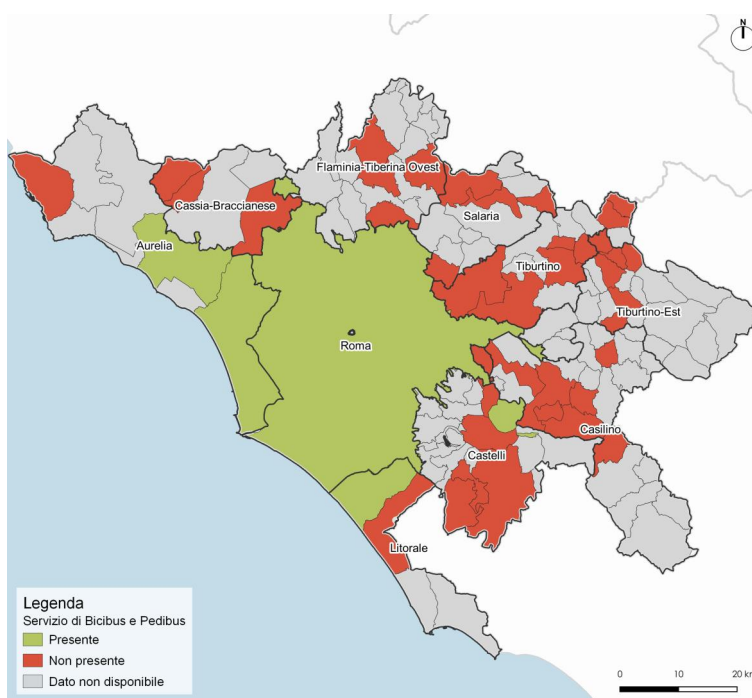 N
Flaminia-Tiberina Ovest
Cassia-Braccianese
Salaria
Aurelia
Tiburtino
Tiburtino-Est
Roma
Casilino
Castelli
Litorale
Legenda
Servizio di Bicibus e Pedibus
Presente
Non presente
Dato non disponibile
0 10 20 km